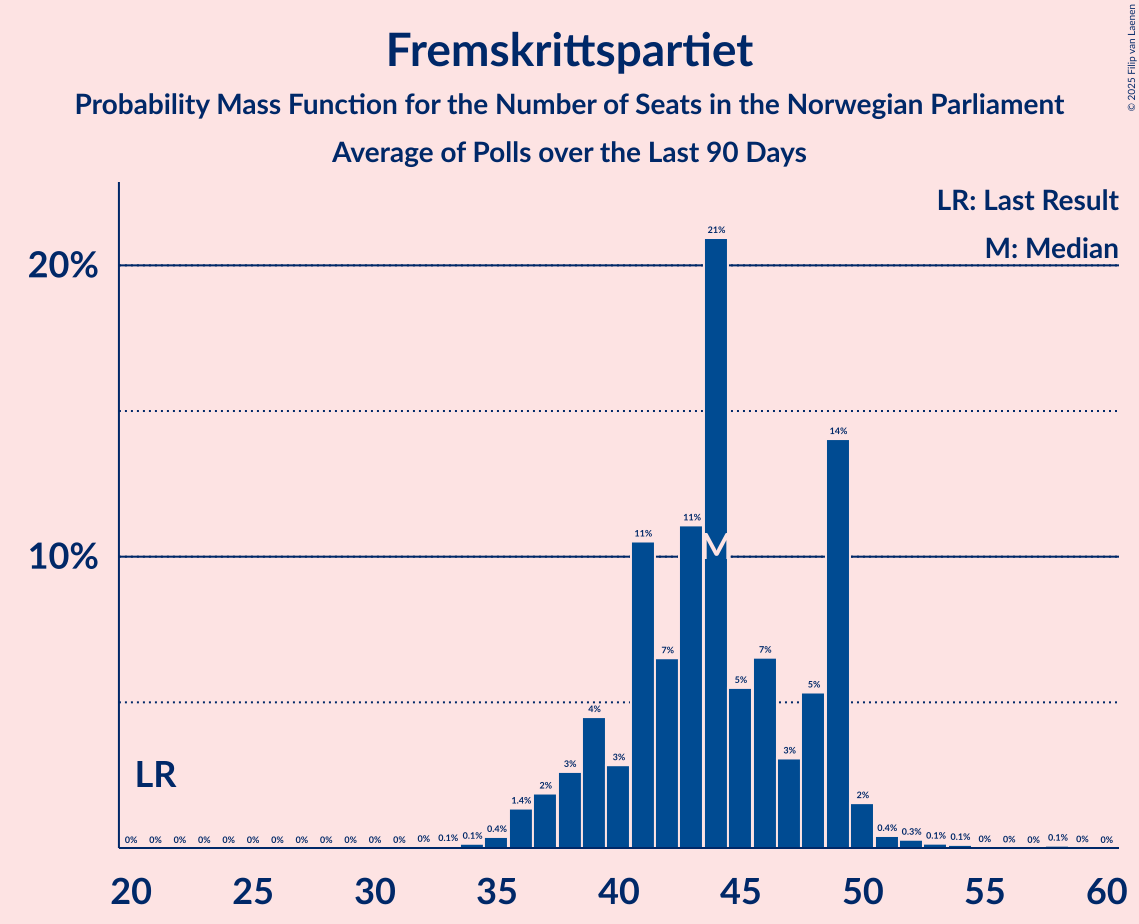 Fremskrittspartiet
Probability Mass Function for the Number of Seats in the Norwegian Parliament
Average of Polls over the Last 90 Days
© 2025 Filip van Laenen
LR: Last Result
M: Median
20%
10%
LR
M
0% 0% 0% 0% 0% 0% 0% 0% 0% 0% 0% 0% 0% 0.1% 0.1% 0.4% 1.4% 2% 3% 4% 3% 11% 7% 11% 21% 5% 7% 3% 5% 14% 2% 0.4% 0.3% 0.1% 0.1% 0% 0% 0% 0.1% 0% 0%
20 25 30 35 40 45 50 55 60